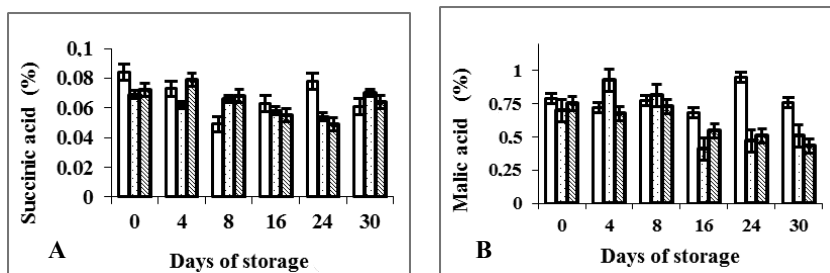 0,1
0.08
0.06
0.04
0.02
0
Succinic acid (%)
0 4 8 16 24 30
A
Days of storage
1
0.75
0.5
0.25
0
Malic acid (%)
0 4 8 16 24 30
B
Days of storage